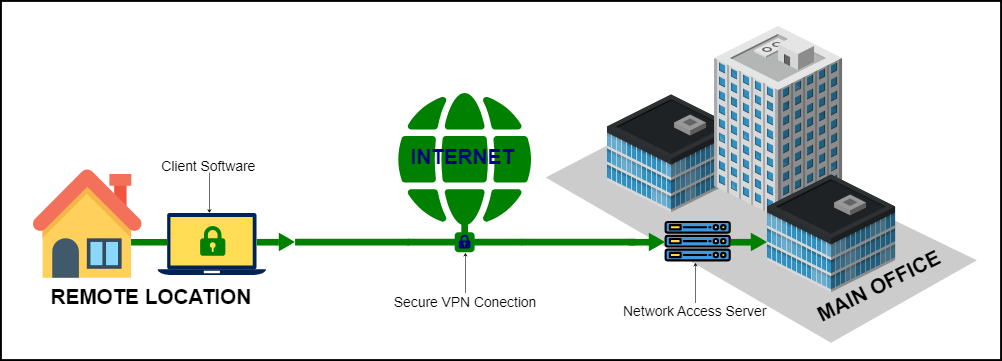 Client Software
INTERNET
REMOTE LOCATION
Secure VPN Conection
Network Access Server
MAIN OFFICE